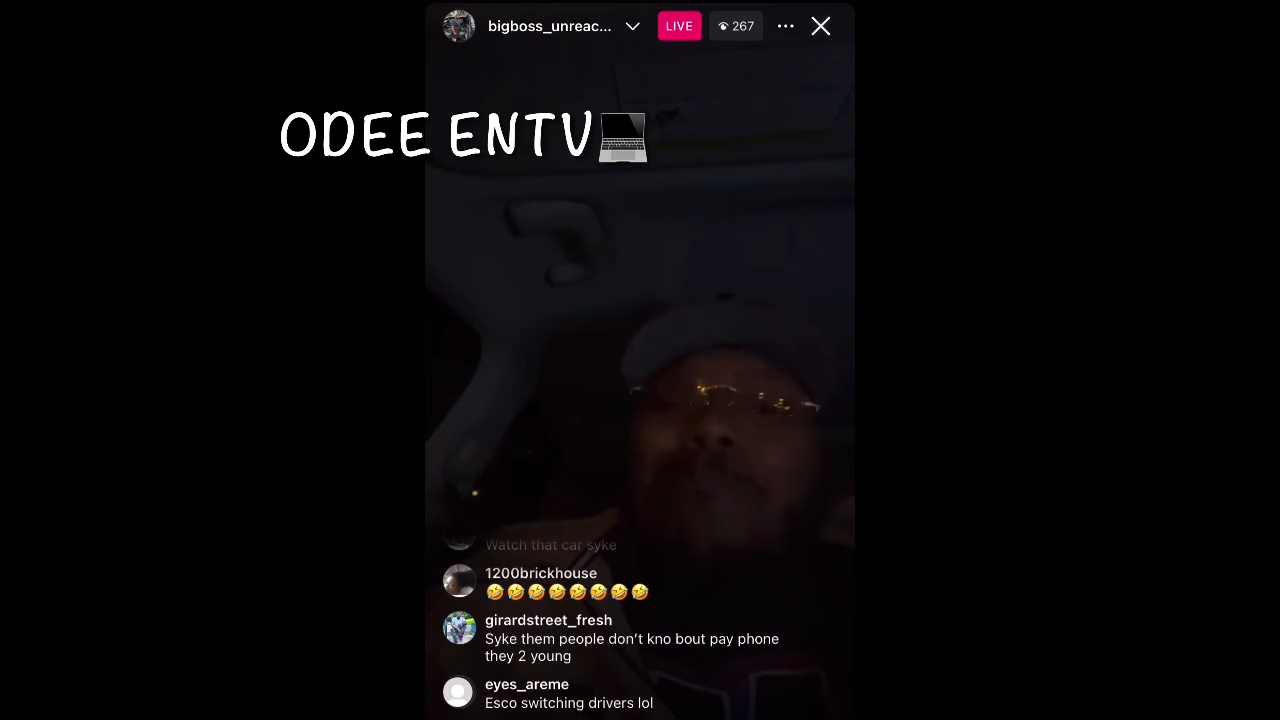 bigboss_unreac...
LIVE
267
ODEE ENTV
Watch that car syke
1200brickhouse
🤣🤣🤣🤣🤣🤣🤣🤣
girardstreet_fresh
Syke them people don’t kno bout pay phone
they 2 young
eyes_areme
Esco switching drivers lol